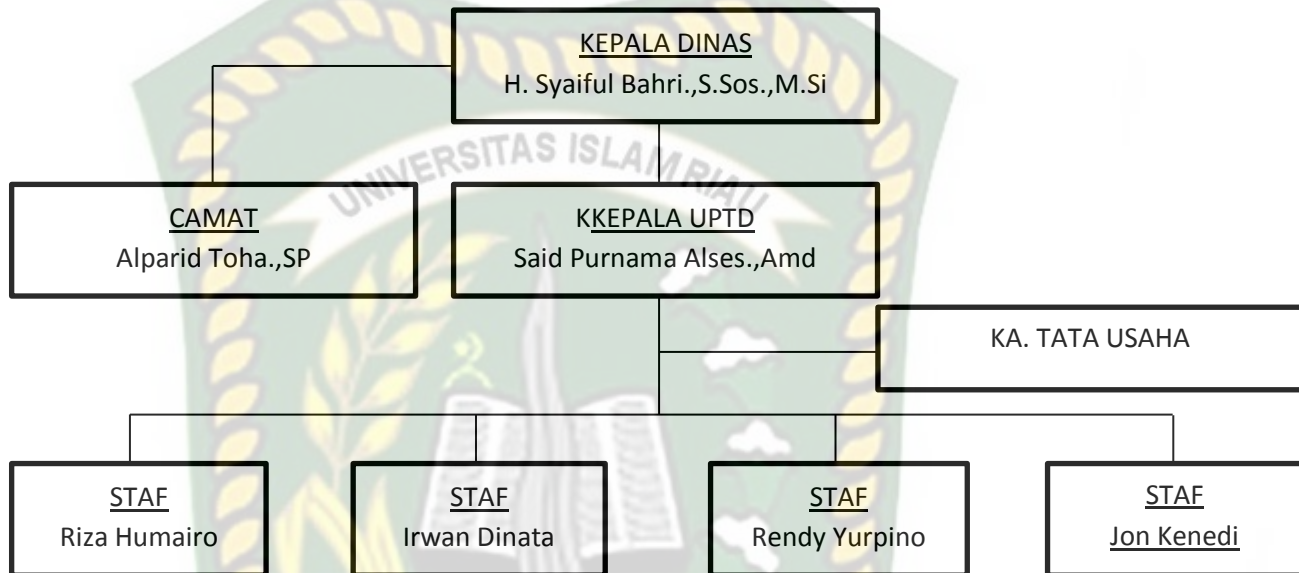 KEPALA DINAS
H. Syaiful Bahri.,S.Sos.,M.Si
UNIVERSITAS ISLAM RIAU
CAMAT
Alparid Toha.,SP
KKEPALA UPTD
Said Purnama Alses.,Amd
KA. TATA USAHA
STAF
Riza Humairo
STAF
Irwan Dinata
STAF
Rendy Yurpino
STAF
Jon Kenedi